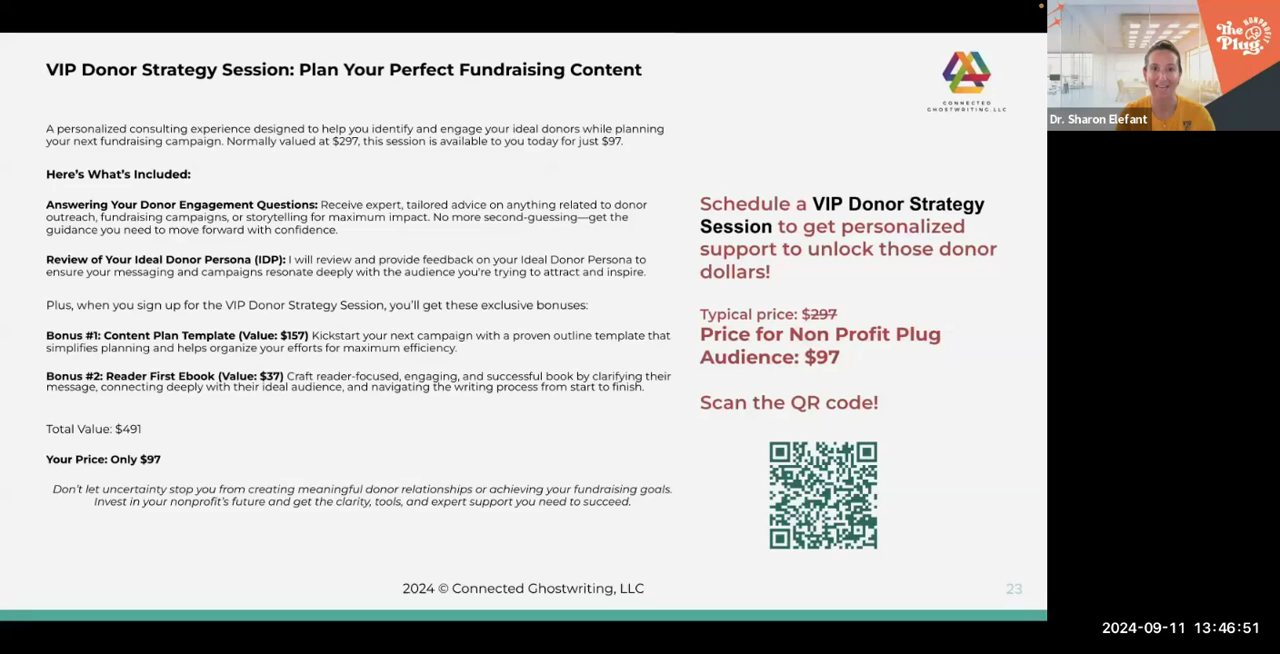 VIP Donor Strategy Session: Plan Your Perfect Fundraising Content
CONNECTED
GHOSTWRITING, LLC
A personalized consulting experience designed to help you identify and engage your ideal donors while planning
your next fundraising campaign. Normally valued at $297, this session is available to you today for just $97.
Here's What's Included:
Answering Your Donor Engagement Questions: Receive expert, tailored advice on anything related to donor
outreach, fundraising campaigns, or storytelling for maximum impact. No more second-guessing—get the
guidance you need to move forward with confidence.
Review of Your Ideal Donor Persona (IDP): I will review and provide feedback on your Ideal Donor Persona to
ensure your messaging and campaigns resonate deeply with the audience you're trying to attract and inspire.
Plus, when you sign up for the VIP Donor Strategy Session, you'll get these exclusive bonuses:
Bonus #1: Content Plan Template (Value: $157) Kickstart your next campaign with a proven outline template that
simplifies planning and helps organize your efforts for maximum efficiency.
Bonus #2: Reader First Ebook (Value: $37) Craft reader-focused, engaging, and successful book by clarifying their
message, connecting deeply with their ideal audience, and navigating the writing process from start to finish.
Total Value: $491
Your Price: Only $97
Don't let uncertainty stop you from creating meaningful donor relationships or achieving your fundraising goals.
Invest in your nonprofit's future and get the clarity, tools, and expert support you need to succeed.
Schedule a VIP Donor Strategy
Session to get personalized
support to unlock those donor
dollars!
Typical price: $297
Price for Non Profit Plug
Audience: $97
Scan the QR code!
2024 © Connected Ghostwriting, LLC
23
The
NONPROFIT
Plug.
Dr. Sharon Elefant
2024-09-11 13:46:51